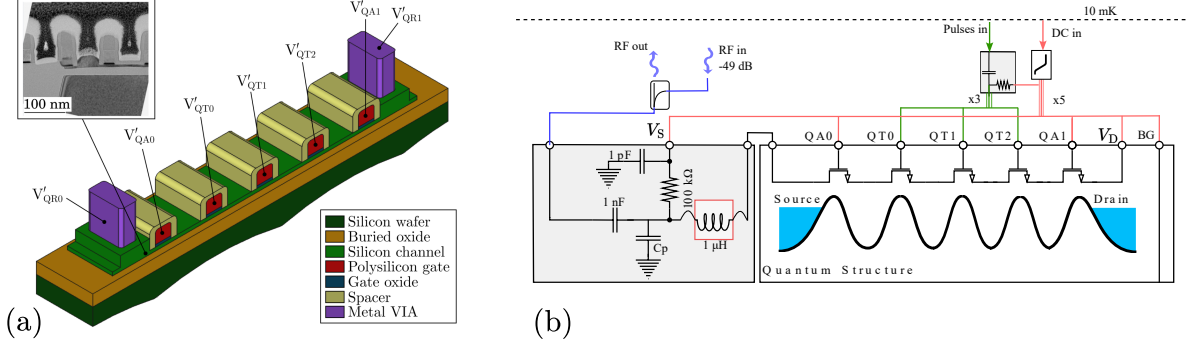 100 nm
V′QA1
V′QR1
V′QT2
V′QT1
V′QT0
V′QA0
V′QR0
Silicon wafer
Buried oxide
Silicon channel
Polysilicon gate
Gate oxide
Spacer
Metal VIA
(a)
10 mK
Pulses in
DC in
RF out
RF in
-49 dB
x3
x5
VS
QA0
QT0
QT1
QT2
QA1
VD
BG
1 pF
100 kΩ
1 nF
Cp
1 μH
Source
Drain
Quantum Structure
(b)